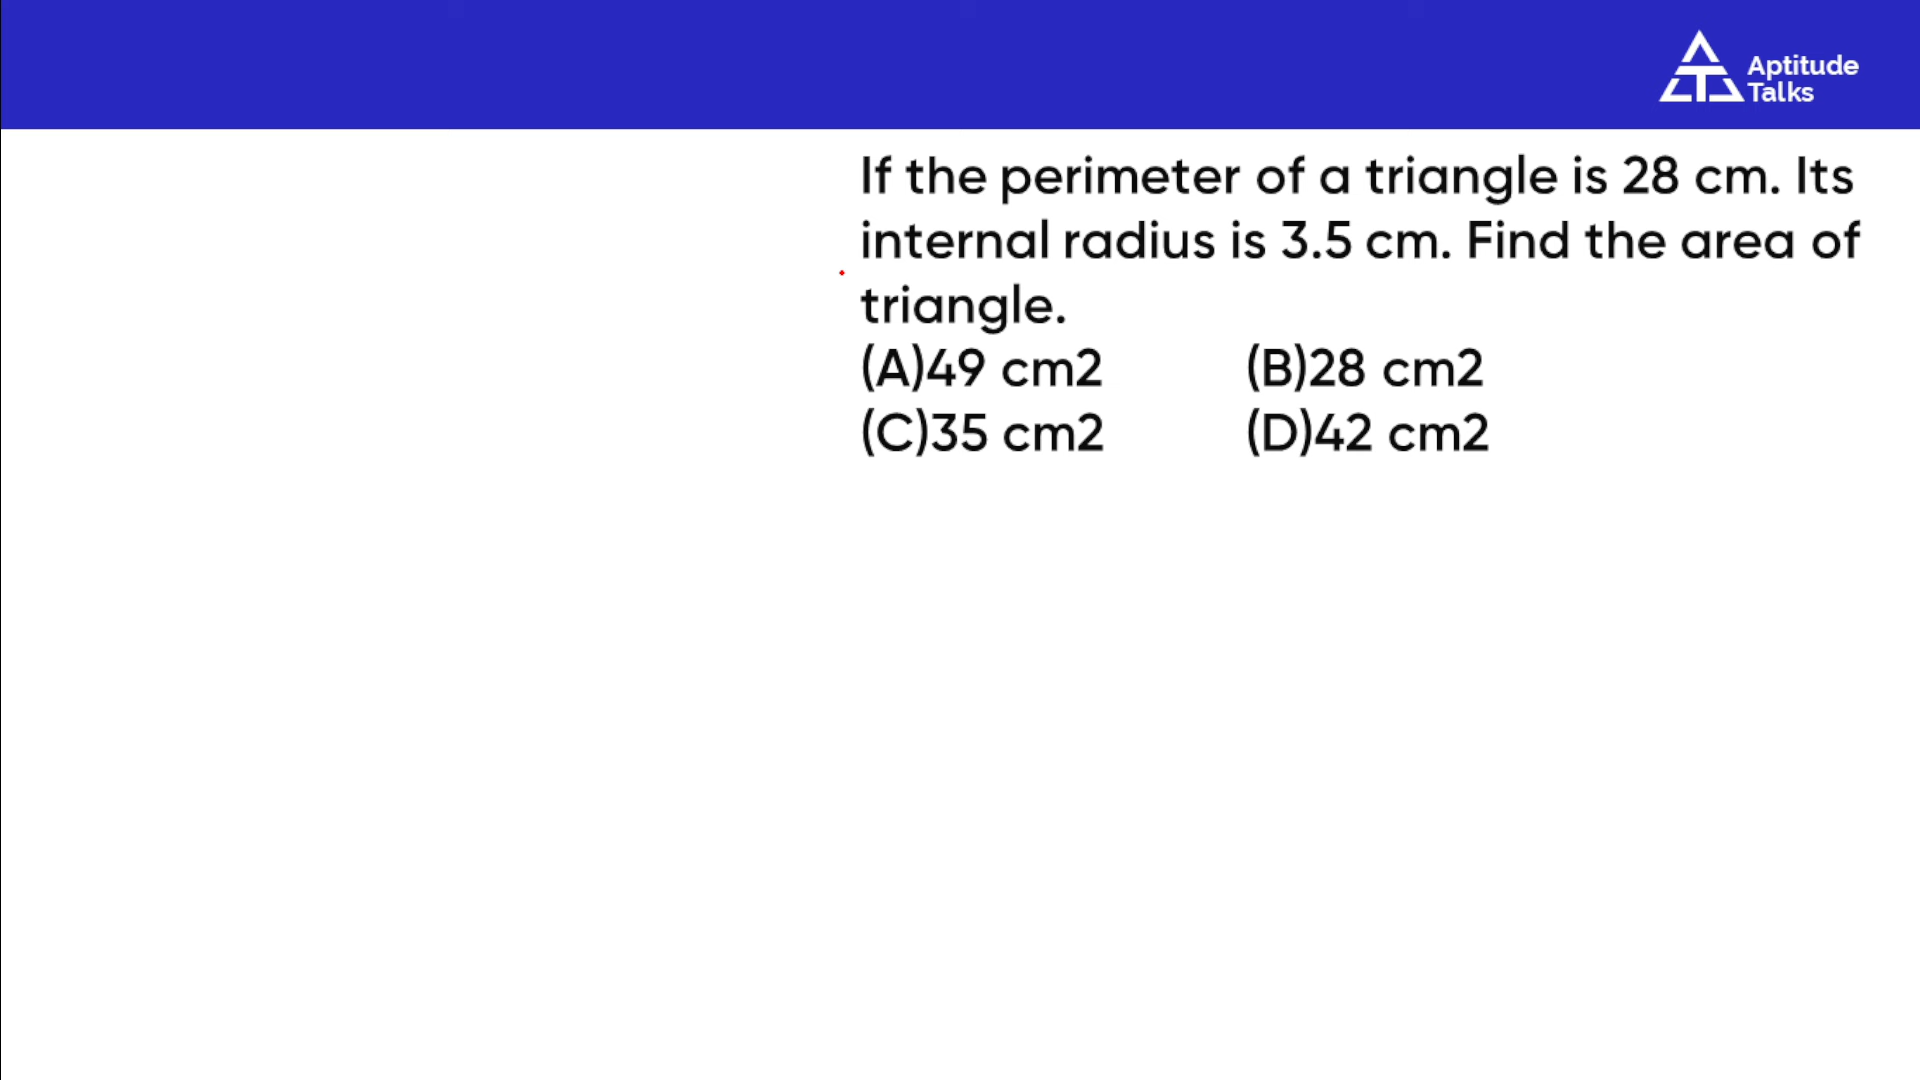 Aptitude
Talks
If the perimeter of a triangle is 28 cm. Its
internal radius is 3.5 cm. Find the area of
triangle.
(A)49 cm2 (B)28 cm2
(C)35 cm2 (D)42 cm2